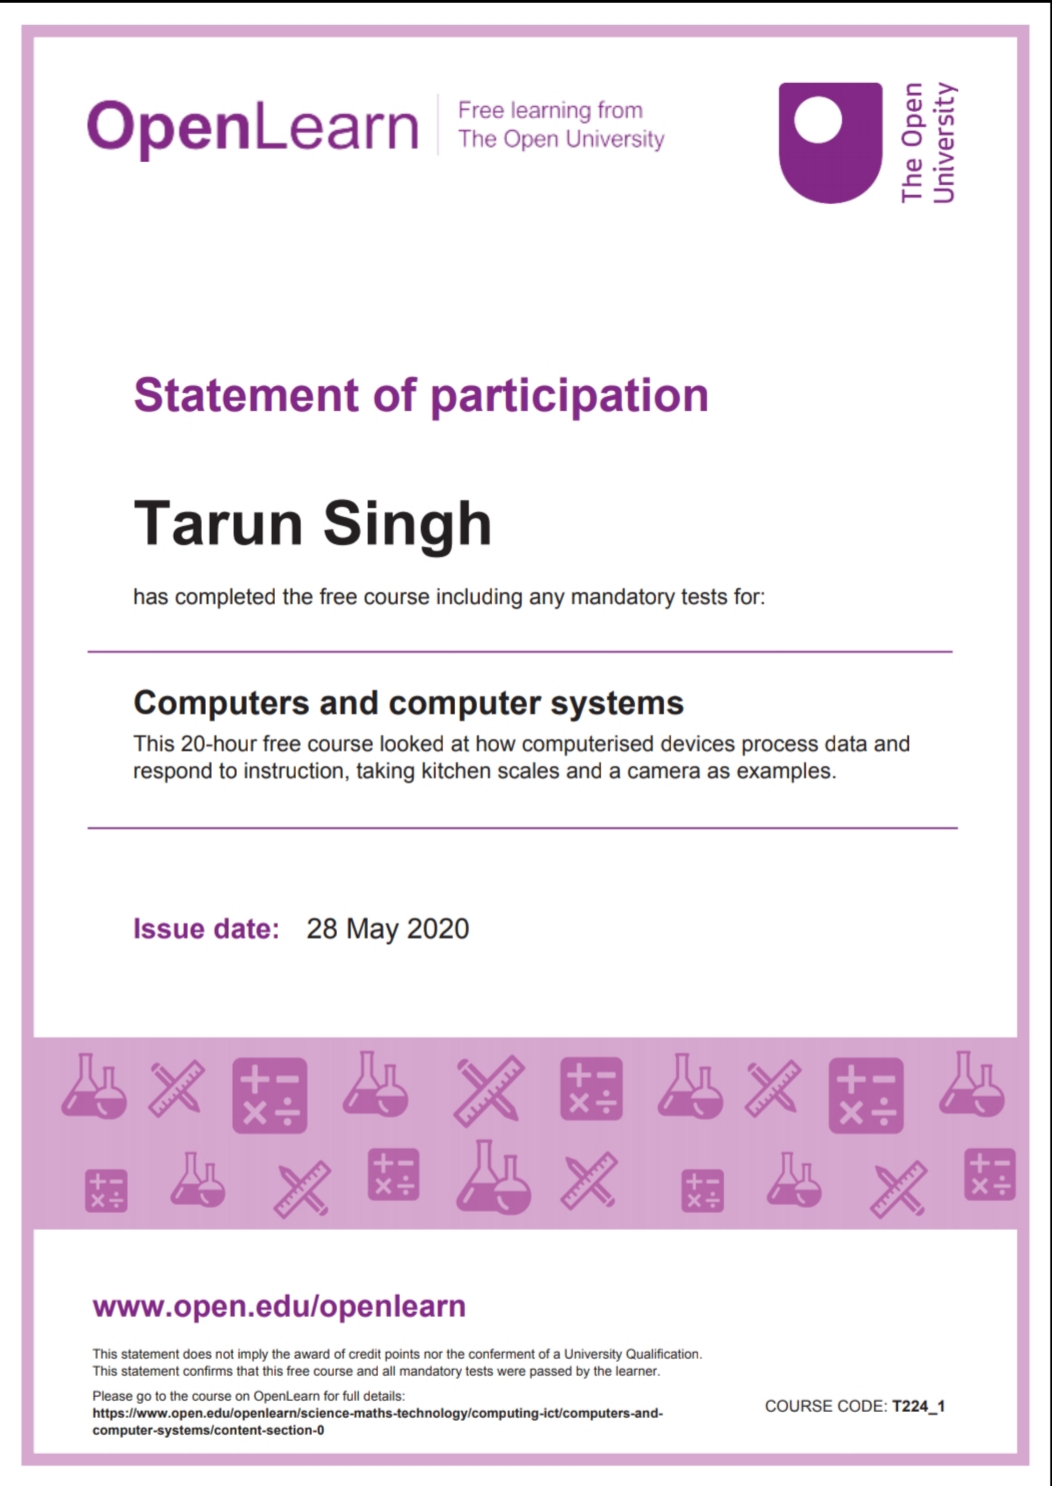 OpenLearn
Free learning from
The Open University
The Open
University
Statement of participation
Tarun Singh
has completed the free course including any mandatory tests for:
Computers and computer systems
This 20-hour free course looked at how computerised devices process data and
respond to instruction, taking kitchen scales and a camera as examples.
Issue date: 28 May 2020
www.open.edu/openlearn
This statement does not imply the award of credit points nor the conferment of a University Qualification.
This statement confirms that this free course and all mandatory tests were passed by the learner.
Please go to the course on OpenLearn for full details:
https://www.open.edu/openlearn/science-maths-technology/computing-ict/computers-and-
computer-systems/content-section-0
COURSE CODE: T224_1